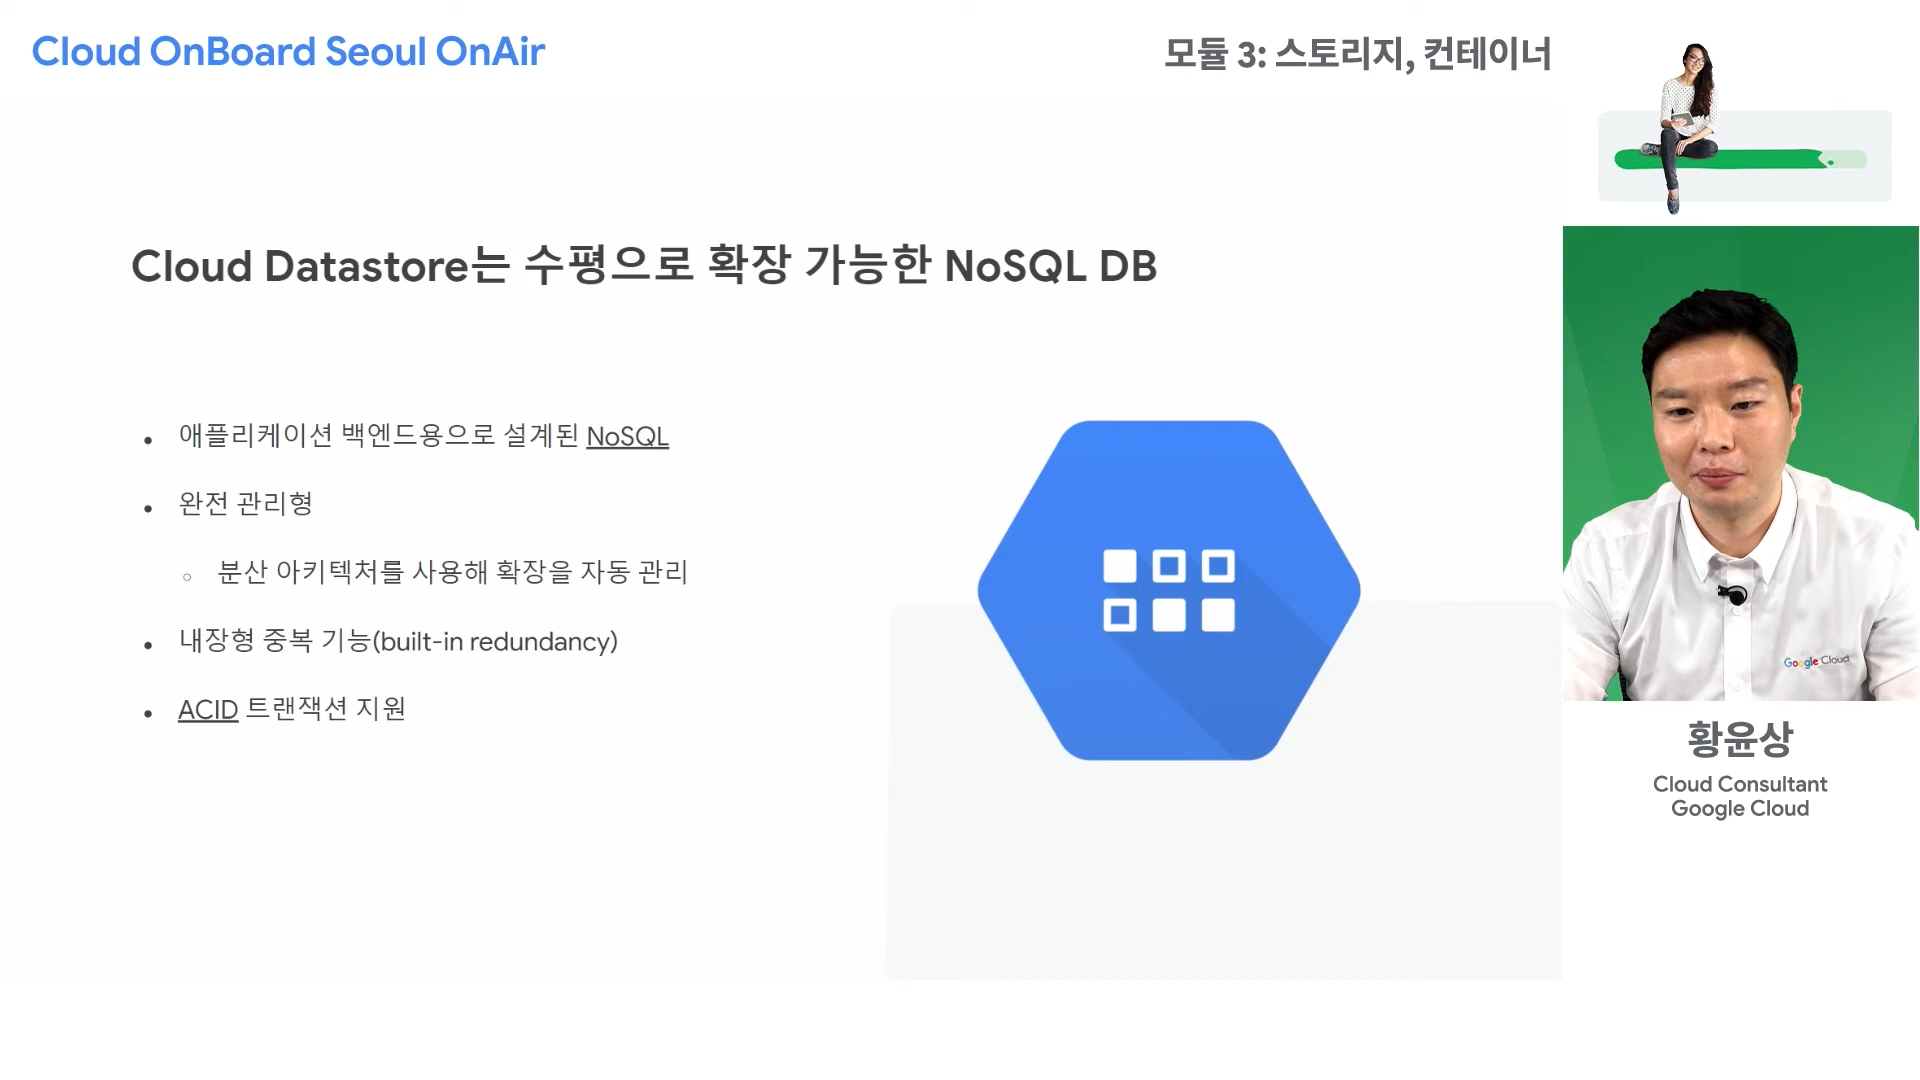 Cloud OnBoard Seoul OnAir
모듈 3: 스토리지, 컨테이너
Cloud Datastore는 수평으로 확장 가능한 NoSQL DB
• 애플리케이션 백엔드용으로 설계된 NoSQL
• 완전 관리형
○ 분산 아키텍처를 사용해 확장을 자동 관리
• 내장형 중복 기능(built-in redundancy)
• ACID 트랜잭션 지원
Google Cloud
황윤상
Cloud Consultant
Google Cloud